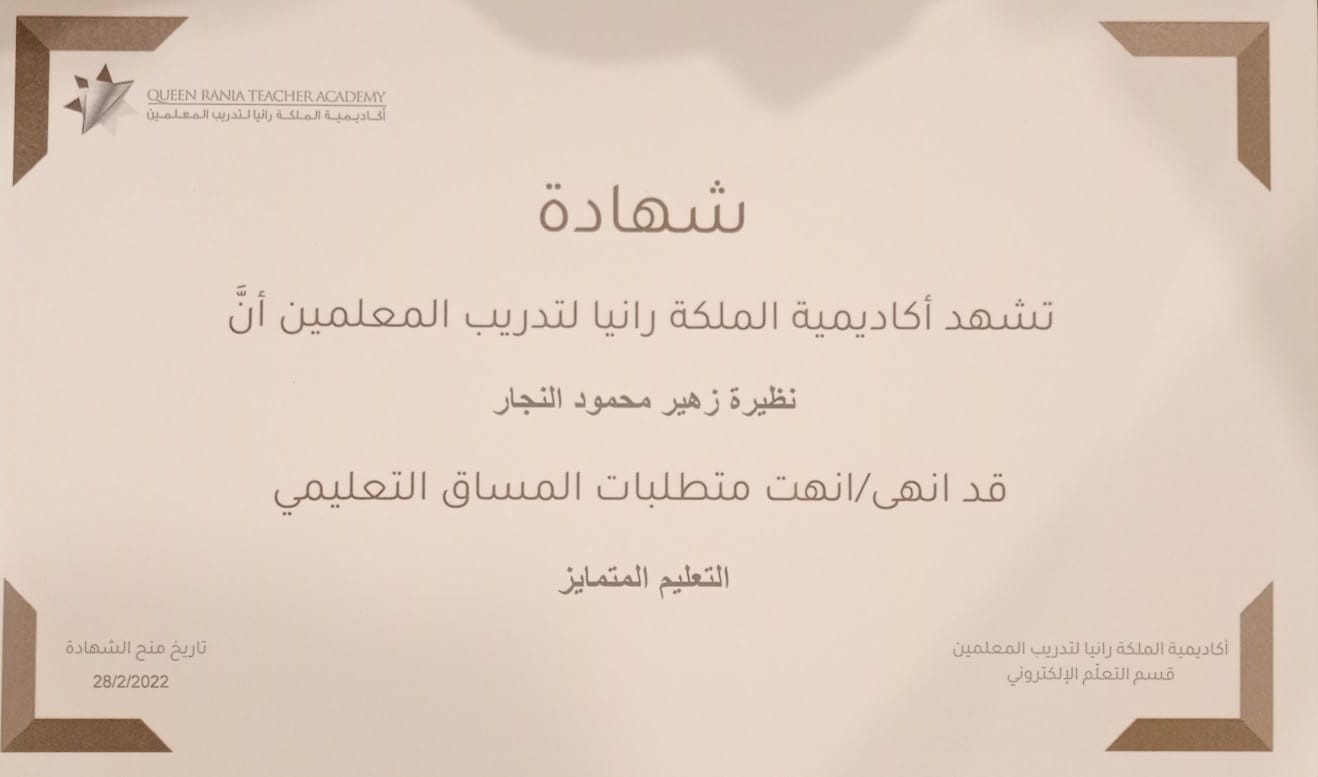 QUEEN RANIA TEACHER ACADEMY
أكاديمية الملكة رانيا لتدريب المعلمين
شهادة
تشهد أكاديمية الملكة رانيا لتدريب المعلمين أنَّ
نظيرة زهير محمود النجار
قد انهى/انهت متطلبات المساق التعليمي
التعليم المتمايز
أكاديمية الملكة رانيا لتدريب المعلمين
قسم التعلّم الإلكتروني
تاريخ منح الشهادة
28/2/2022